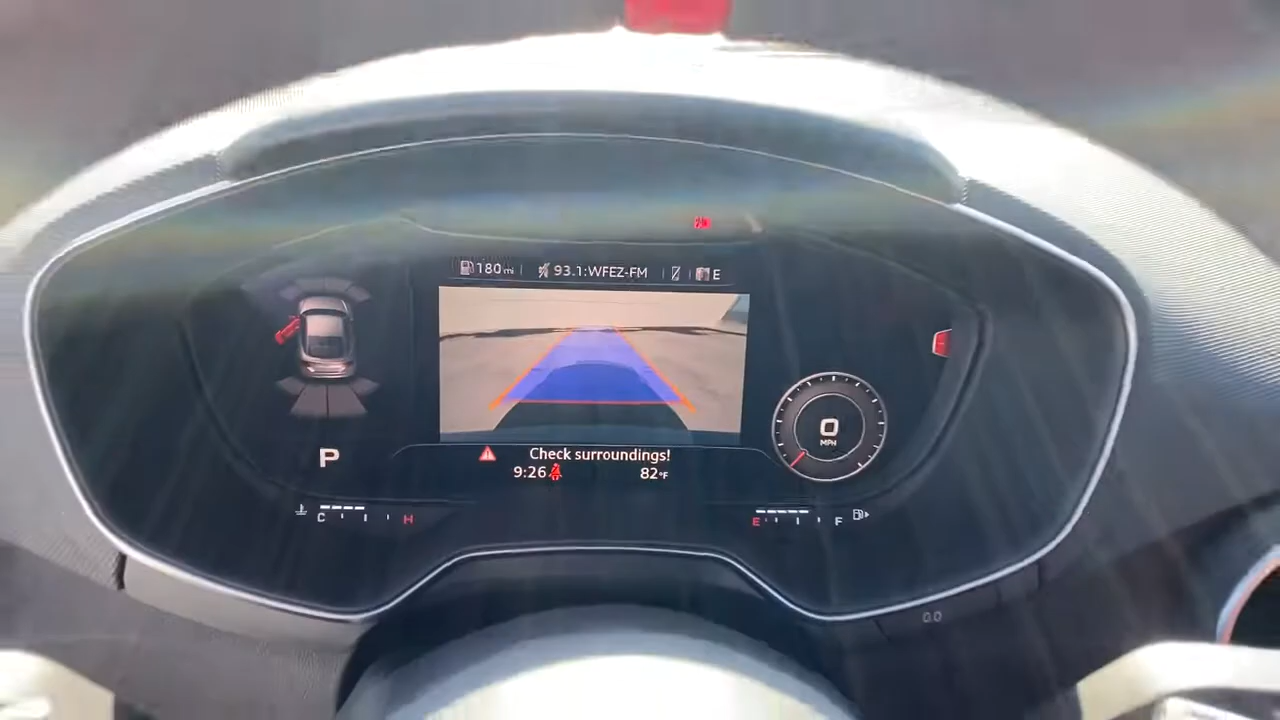 180 mi 93.1:WFEZ-FM E
P
0
MPH
Check surroundings!
9:26 82°F
C H
E F